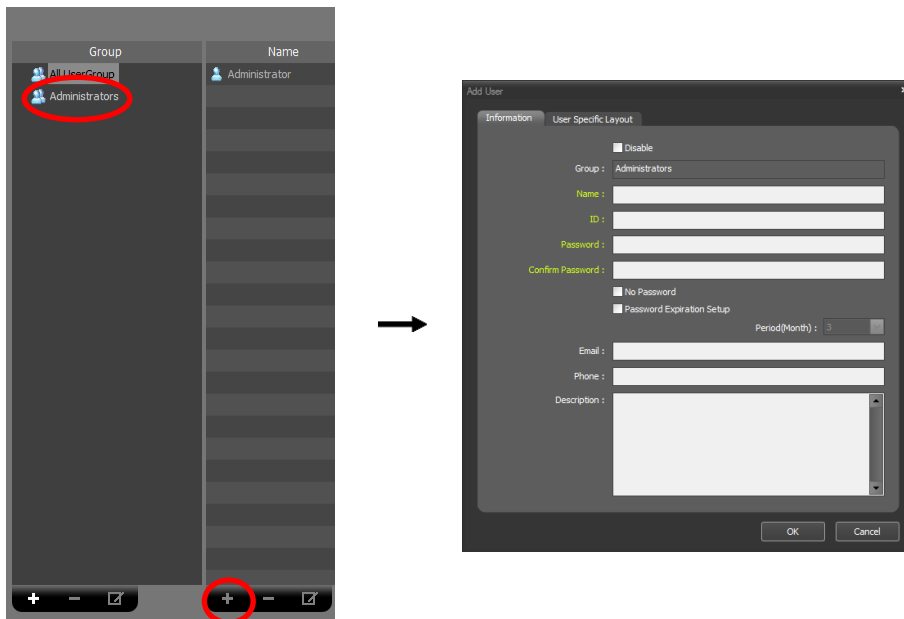 Group
Name
All UserGroup
Administrator
Administrators
Add User
Information
User Specific Layout
Disable
Group :
Administrators
Name :
ID :
Password :
Confirm Password :
No Password
Password Expiration Setup
Period(Month) :
3
Email :
Phone :
Description :
OK
Cancel